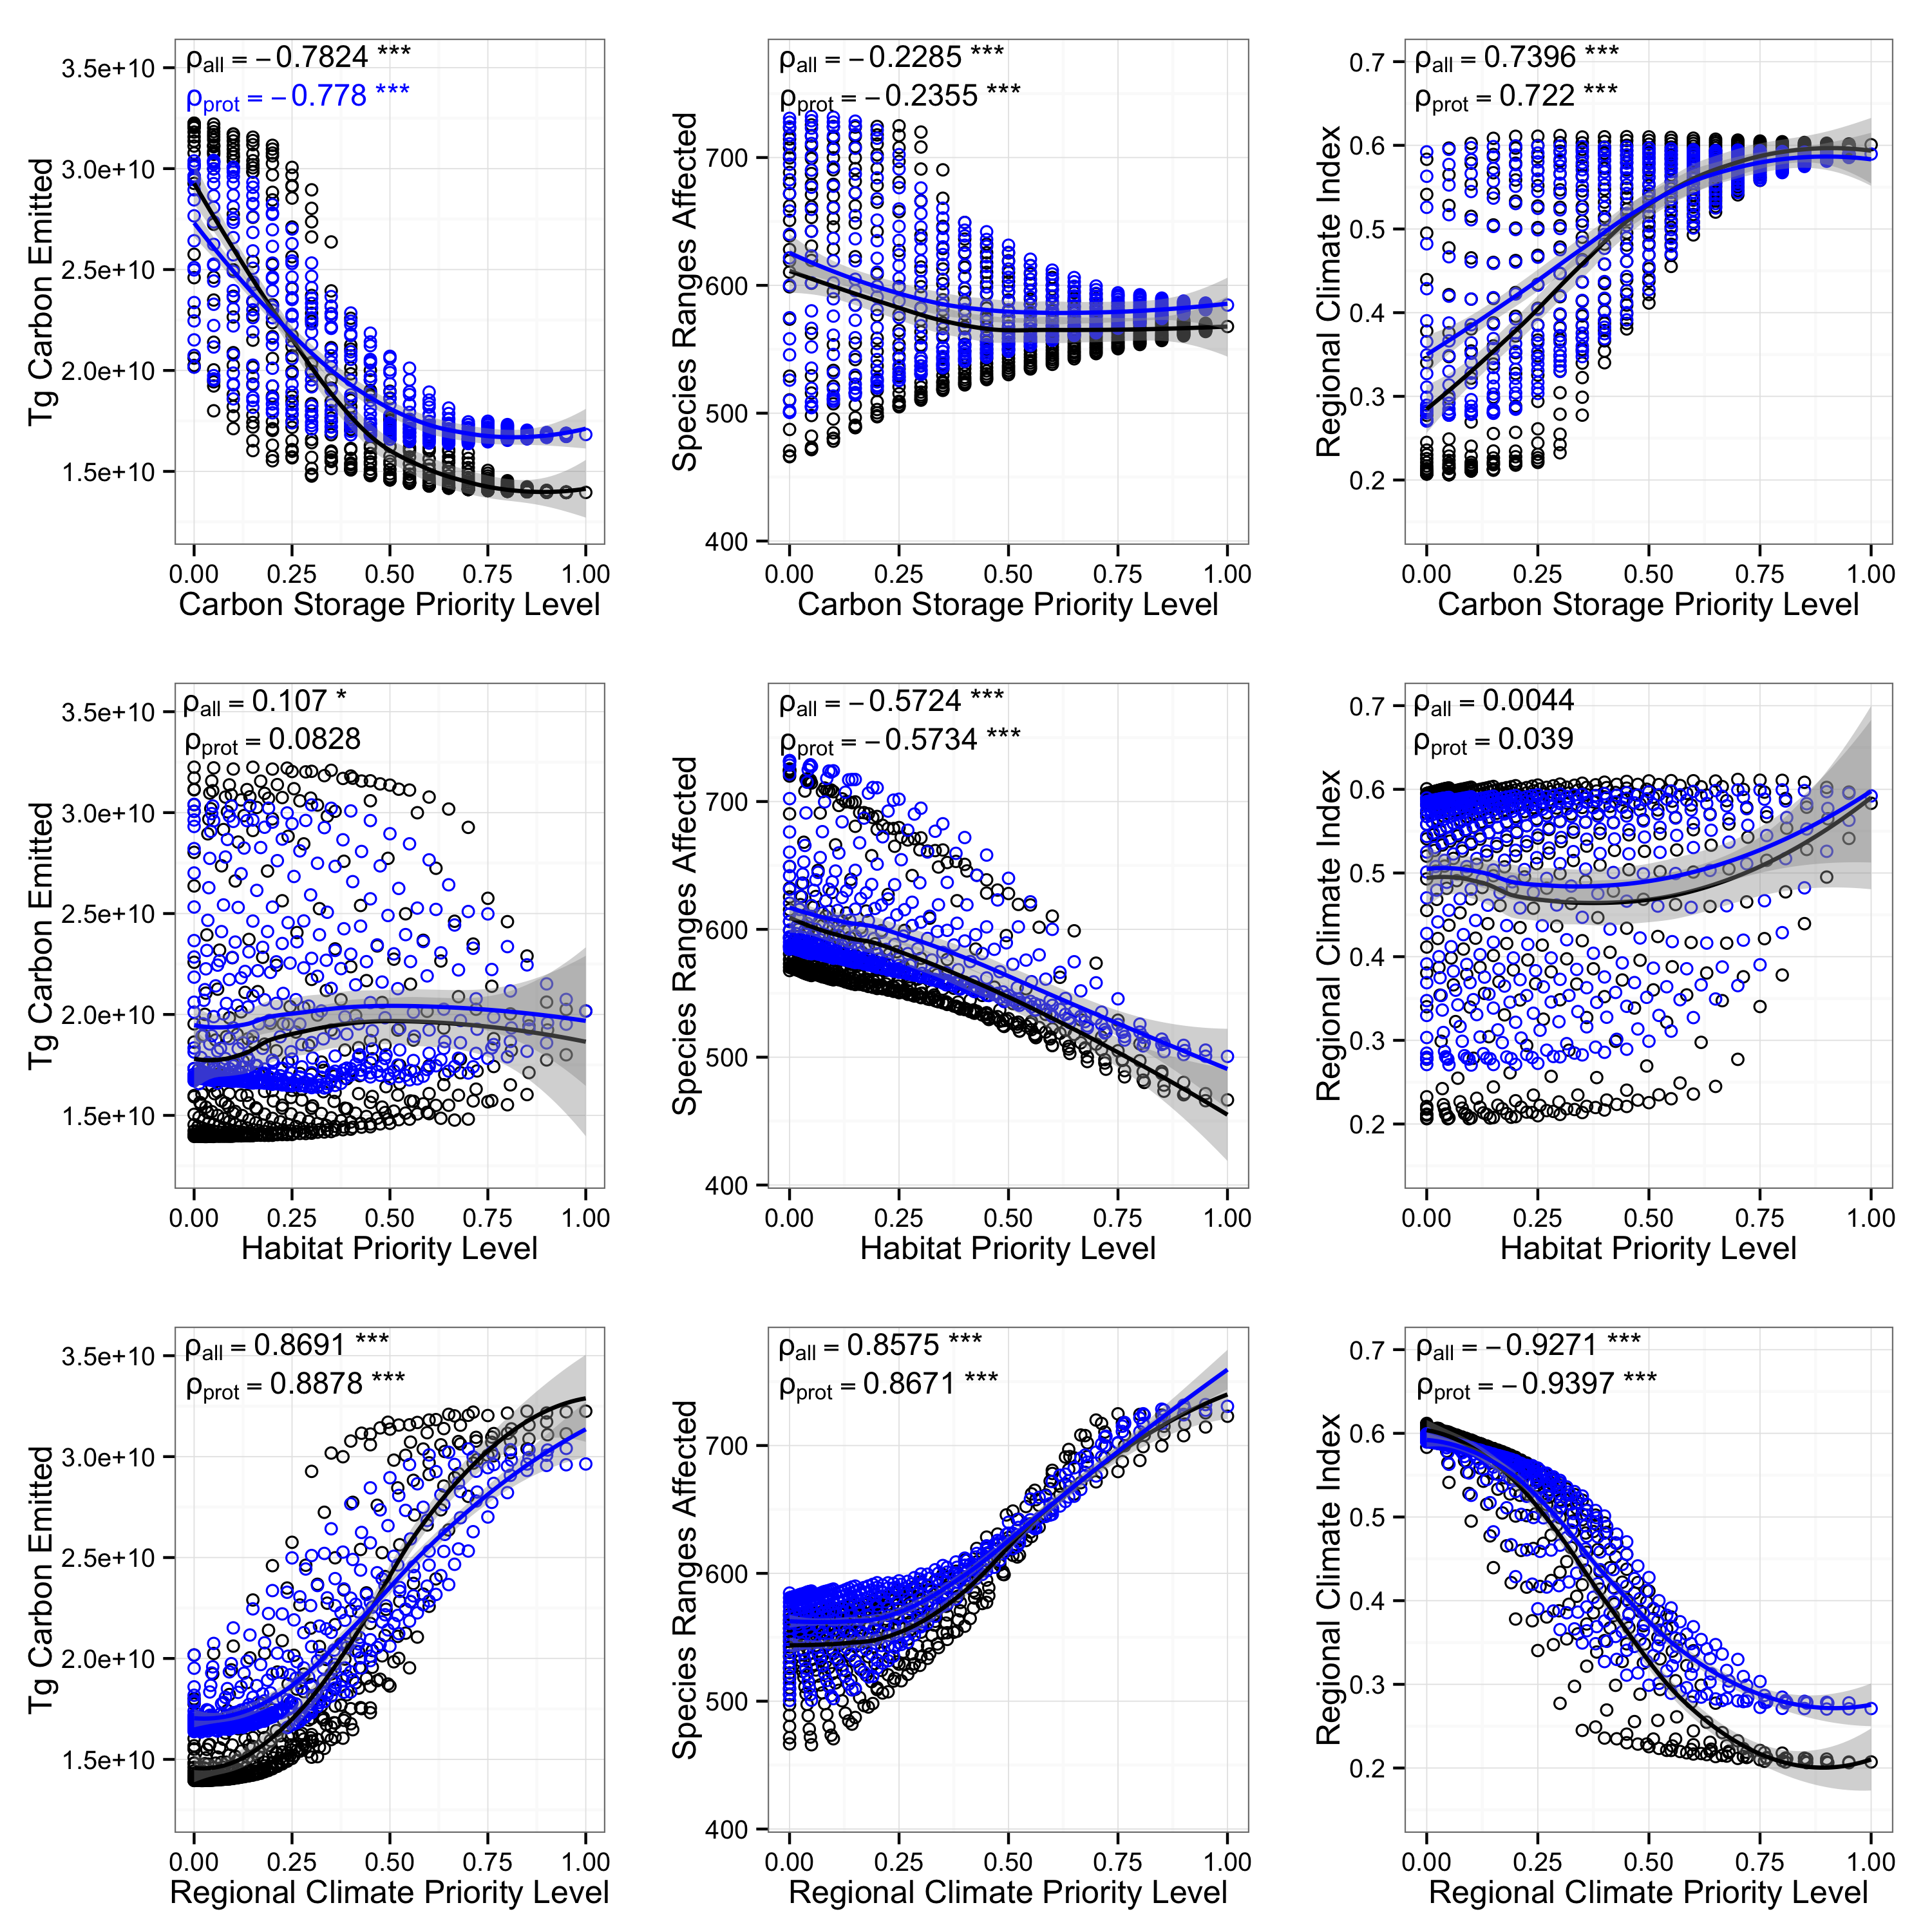 ρall = −0.7824 ***
ρprot = −0.778 ***
3.5e+10
3.0e+10
2.5e+10
2.0e+10
1.5e+10
Tg Carbon Emitted
0.00 0.25 0.50 0.75 1.00
Carbon Storage Priority Level
ρall = −0.2285 ***
ρprot = −0.2355 ***
700
600
500
400
Species Ranges Affected
0.00 0.25 0.50 0.75 1.00
Carbon Storage Priority Level
ρall = 0.7396 ***
ρprot = 0.722 ***
0.7
0.6
0.5
0.4
0.3
0.2
Regional Climate Index
0.00 0.25 0.50 0.75 1.00
Carbon Storage Priority Level
ρall = 0.107 *
ρprot = 0.0828
3.5e+10
3.0e+10
2.5e+10
2.0e+10
1.5e+10
Tg Carbon Emitted
0.00 0.25 0.50 0.75 1.00
Habitat Priority Level
ρall = −0.5724 ***
ρprot = −0.5734 ***
700
600
500
400
Species Ranges Affected
0.00 0.25 0.50 0.75 1.00
Habitat Priority Level
ρall = 0.0044
ρprot = 0.039
0.7
0.6
0.5
0.4
0.3
0.2
Regional Climate Index
0.00 0.25 0.50 0.75 1.00
Habitat Priority Level
ρall = 0.8691 ***
ρprot = 0.8878 ***
3.5e+10
3.0e+10
2.5e+10
2.0e+10
1.5e+10
Tg Carbon Emitted
0.00 0.25 0.50 0.75 1.00
Regional Climate Priority Level
ρall = 0.8575 ***
ρprot = 0.8671 ***
700
600
500
400
Species Ranges Affected
0.00 0.25 0.50 0.75 1.00
Regional Climate Priority Level
ρall = −0.9271 ***
ρprot = −0.9397 ***
0.7
0.6
0.5
0.4
0.3
0.2
Regional Climate Index
0.00 0.25 0.50 0.75 1.00
Regional Climate Priority Level